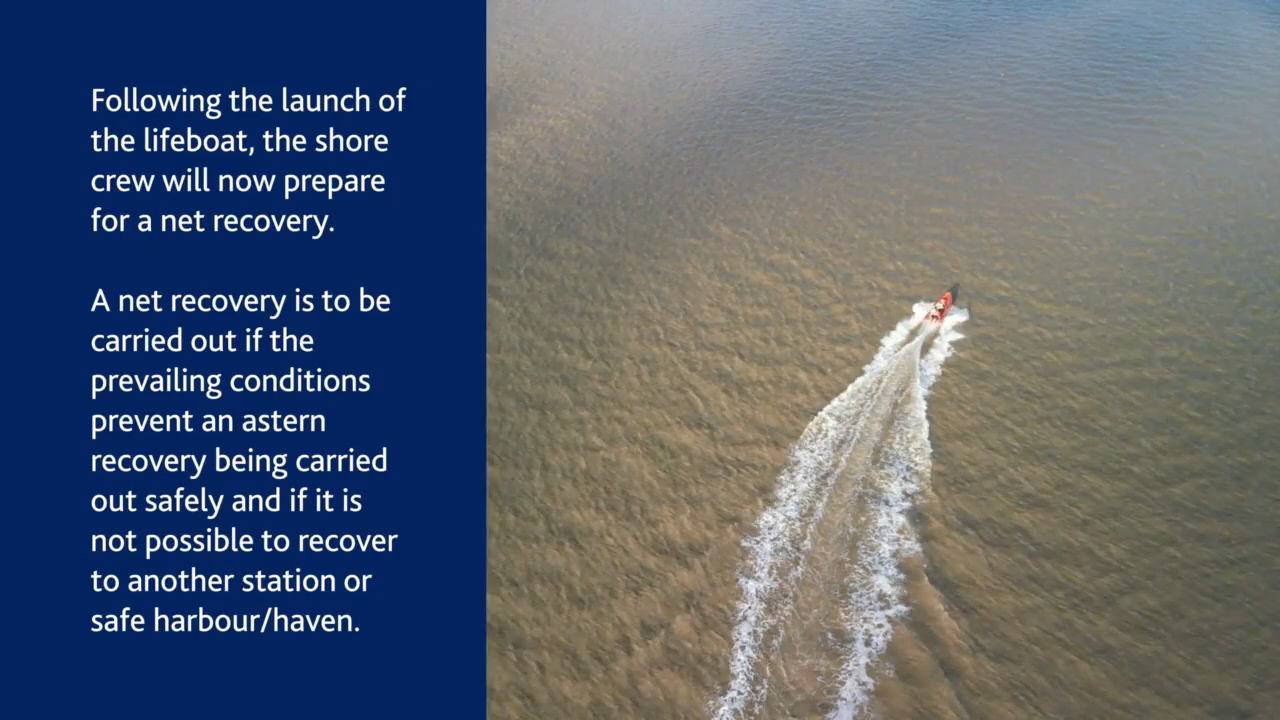 Following the launch of
the lifeboat, the shore
crew will now prepare
for a net recovery.
A net recovery is to be
carried out if the
prevailing conditions
prevent an astern
recovery being carried
out safely and if it is
not possible to recover
to another station or
safe harbour/haven.